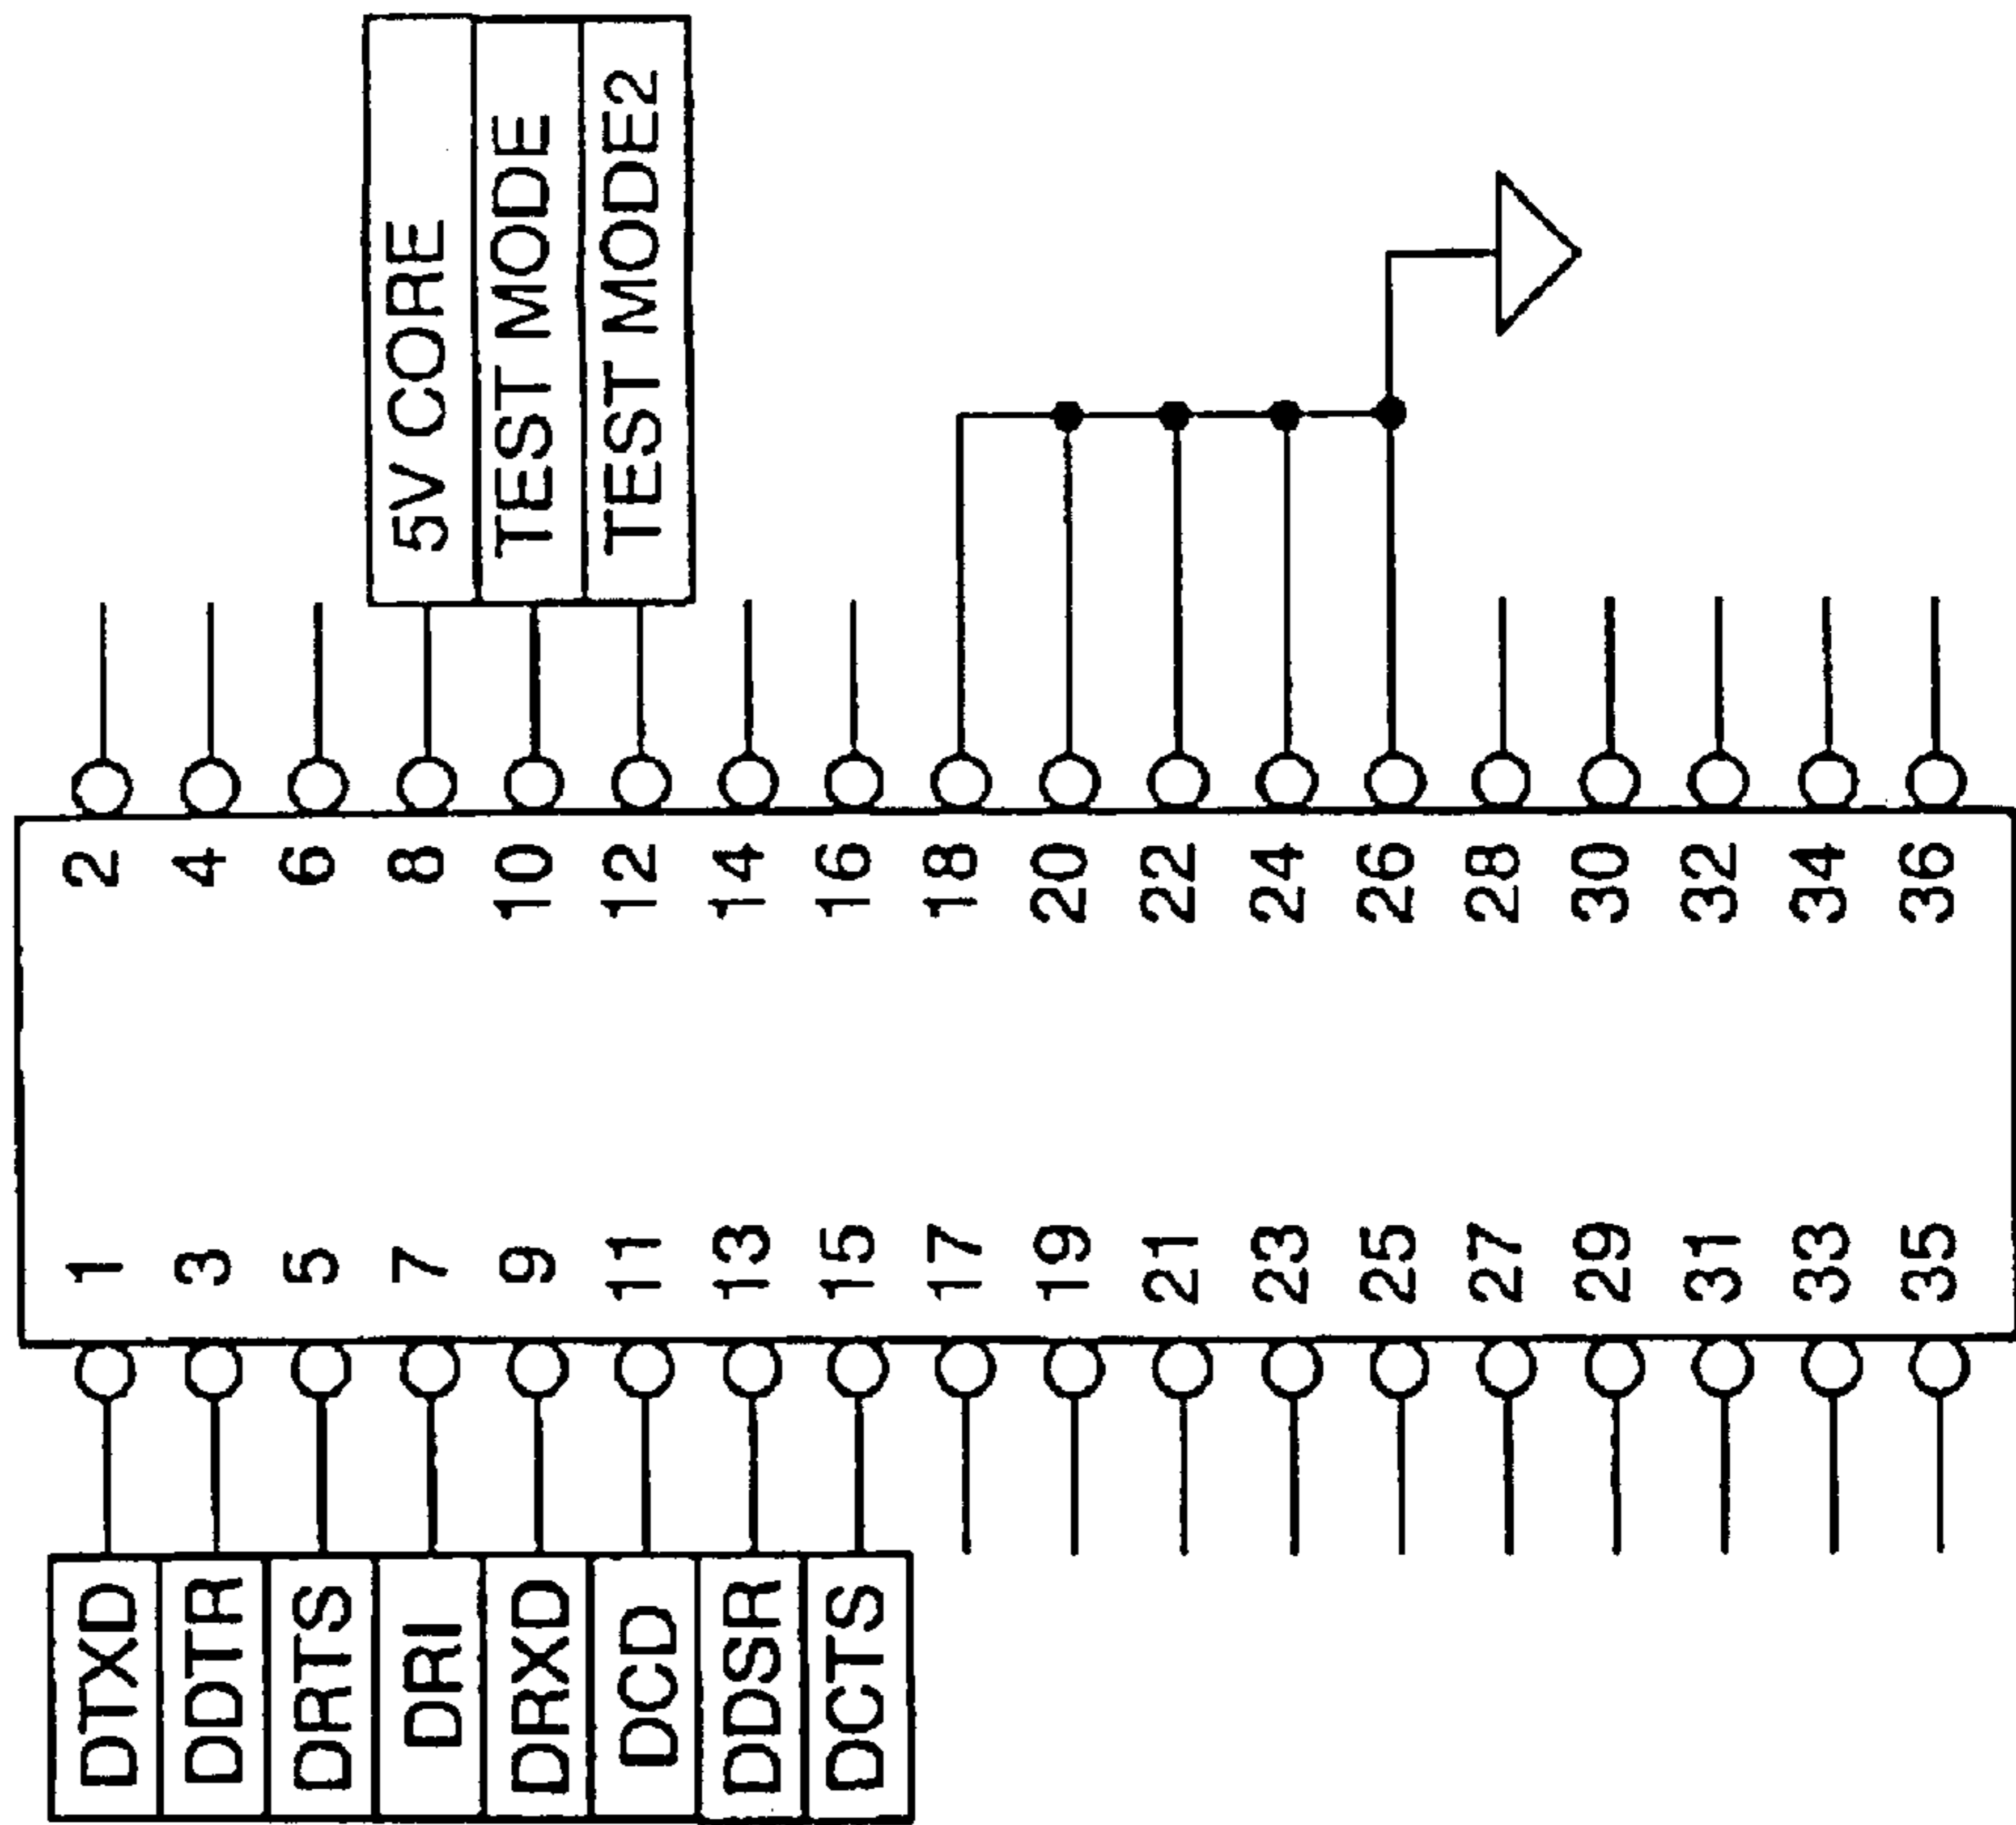 DTXD 1 2
DDTR 3 4
DRTS 5 6
DRI 7 8 5V CORE
DRXD 9 10 TEST MODE
DCD 11 12 TEST MODE2
DDSR 13 14
DCTS 15 16
17 18
19 20
21 22
23 24
25 26
27 28
29 30
31 32
33 34
35 36